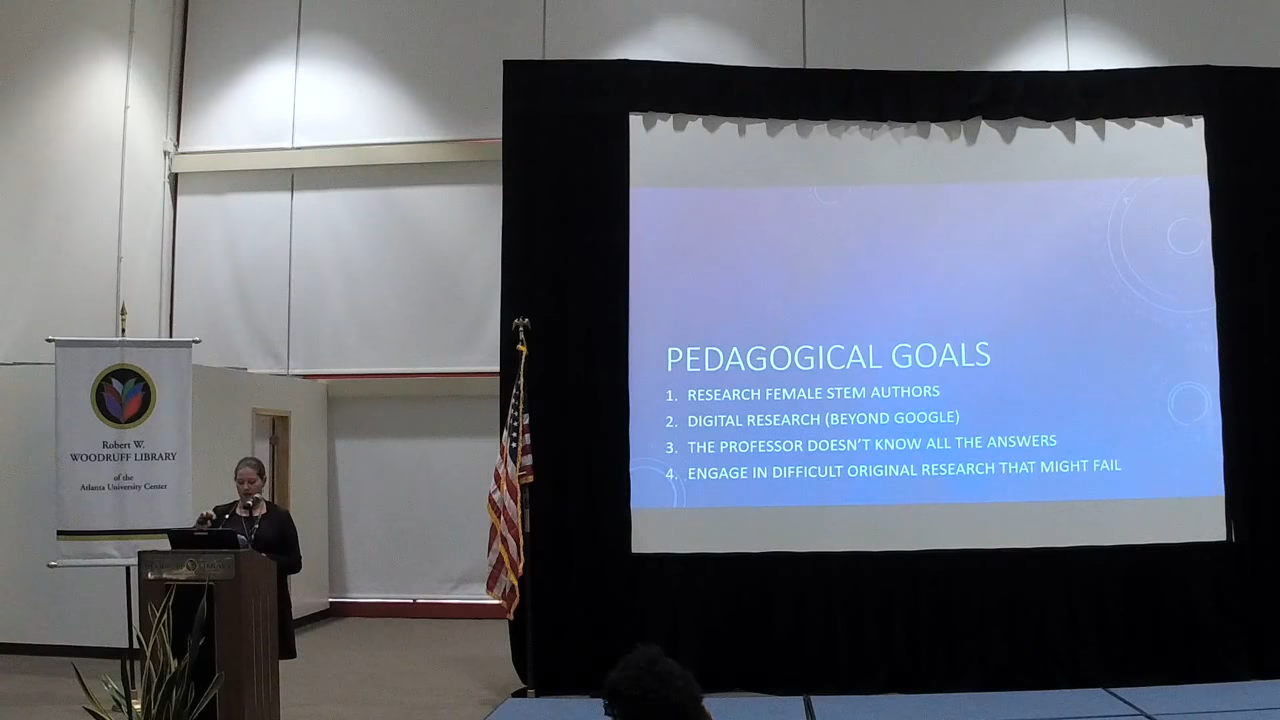 Robert W.
WOODRUFF LIBRARY
of the
Atlanta University Center
PEDAGOGICAL GOALS
1. RESEARCH FEMALE STEM AUTHORS
2. DIGITAL RESEARCH (BEYOND GOOGLE)
3. THE PROFESSOR DOESN'T KNOW ALL THE ANSWERS
4. ENGAGE IN DIFFICULT ORIGINAL RESEARCH THAT MIGHT FAIL